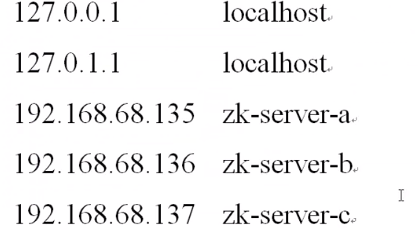 127.0.0.1 localhost
127.0.1.1 localhost
192.168.68.135 zk-server-a
192.168.68.136 zk-server-b
192.168.68.137 zk-server-c